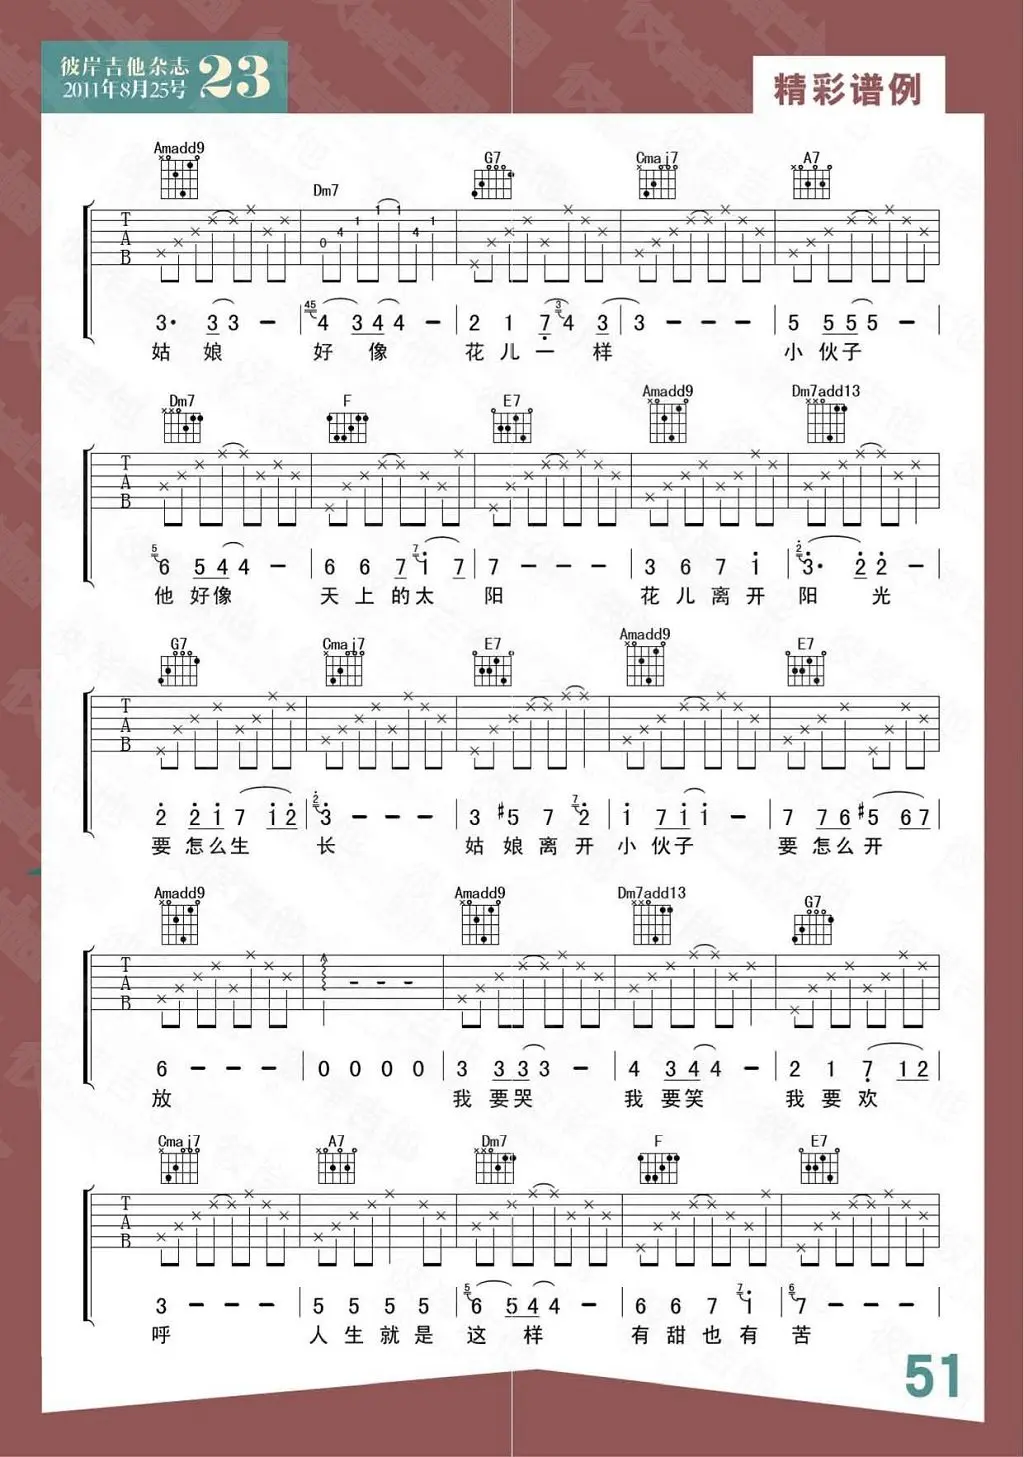 彼岸吉他杂志 23
2011年8月25号
精彩谱例
Amadd9 Dm7 G7 Cmaj7 A7
T
A
B
3· 3 3 - | 45 4 3 4 4 - | 2 1 7 3 4 3 | 3 - - - | 5 5 5 5 - |
姑 娘 好 像 花 儿 一 样 小 伙子
Dm7 F E7 Amadd9 Dm7add13
T
A
B
5 6 5 4 4 - | 6 6 7 7 1 7 | 7 - - - | 3 6 7 1 | 2 3· 2 2 - |
他 好像 天 上 的 太 阳 花 儿 离 开 阳 光
G7 Cmaj7 E7 Amadd9 E7
T
A
B
2 2 1 7 1 2 | 2 3 - - - | 3 #5 7 7 2 | 1 7 1 1 - | 7 7 6 #5 6 7 |
要 怎么生 长 姑 娘 离 开 小 伙子 要 怎么开
Amadd9 Amadd9 Dm7add13 G7
T
A
B
6 - - - | 0 0 0 0 | 3 3 3 3 - | 4 3 4 4 - | 2 1 7 1 2 |
放 我 要哭 我 要笑 我 要 欢
Cmaj7 A7 Dm7 F E7
T
A
B
3 - - - | 5 5 5 5 | 5 6 5 4 4 - | 6 6 7 7 1 | 6 7 - - - |
呼 人 生 就 是 这 样 有 甜 也 有 苦
51